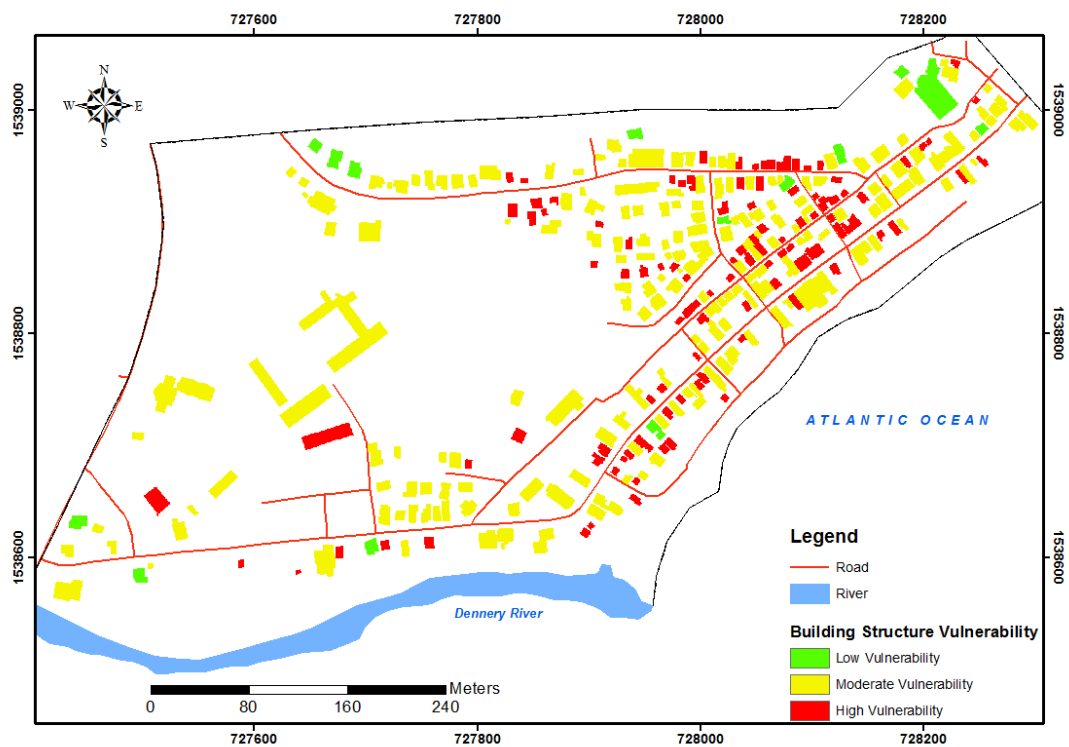 727600 727800 728000 728200
N
W E
S
1539000 1539000
1538800 1538800
ATLANTIC OCEAN
1538600 1538600
Legend
Road
River
Dennery River
Building Structure Vulnerability
Low Vulnerability
Moderate Vulnerability
High Vulnerability
Meters
0 80 160 240
727600 727800 728000 728200